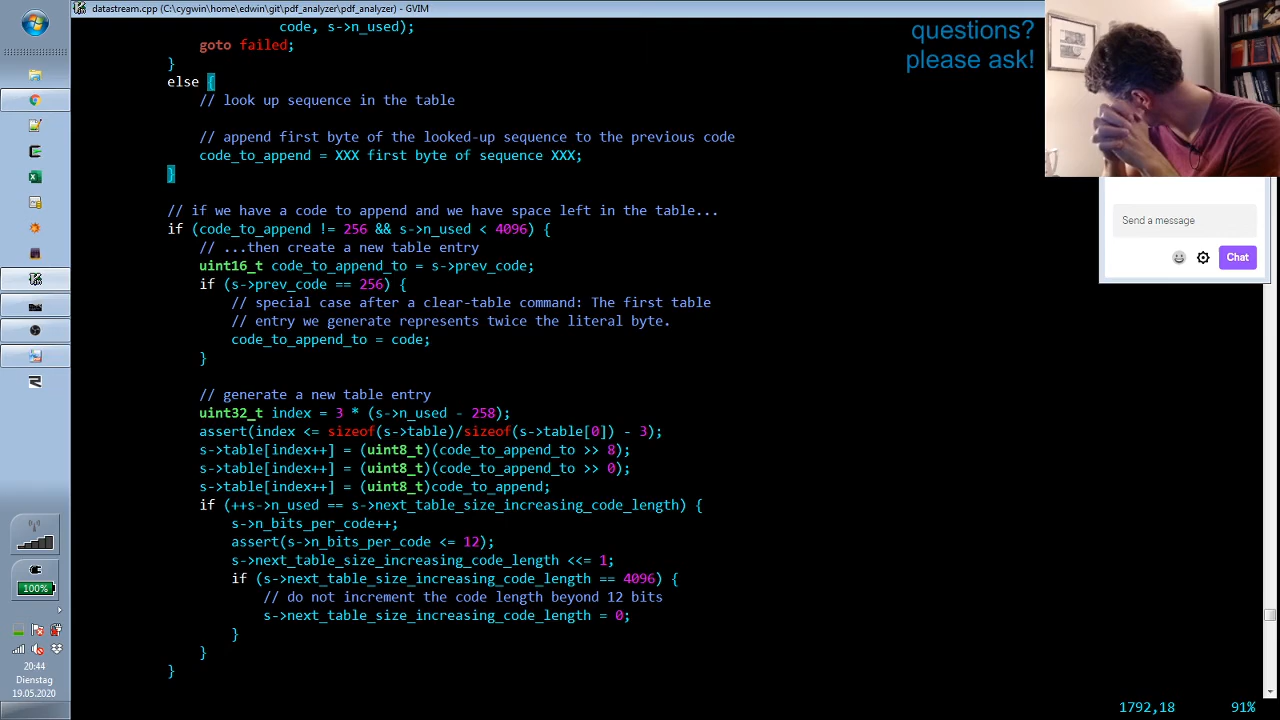 datastream.cpp (C:\cygwin\home\edwin\git\pdf_analyzer\pdf_analyzer) - GVIM
code, s->n_used);
goto failed;
}
else {
// look up sequence in the table
// append first byte of the looked-up sequence to the previous code
code_to_append = XXX first byte of sequence XXX;
}
// if we have a code to append and we have space left in the table...
if (code_to_append != 256 && s->n_used < 4096) {
// ...then create a new table entry
uint16_t code_to_append_to = s->prev_code;
if (s->prev_code == 256) {
// special case after a clear-table command: The first table
// entry we generate represents twice the literal byte.
code_to_append_to = code;
}
// generate a new table entry
uint32_t index = 3 * (s->n_used - 258);
assert(index <= sizeof(s->table)/sizeof(s->table[0]) - 3);
s->table[index++] = (uint8_t)(code_to_append_to >> 8);
s->table[index++] = (uint8_t)(code_to_append_to >> 0);
s->table[index++] = (uint8_t)code_to_append;
if (++s->n_used == s->next_table_size_increasing_code_length) {
s->n_bits_per_code++;
assert(s->n_bits_per_code <= 12);
s->next_table_size_increasing_code_length <<= 1;
if (s->next_table_size_increasing_code_length == 4096) {
// do not increment the code length beyond 12 bits
s->next_table_size_increasing_code_length = 0;
}
}
}
1792,18 91%
questions?
please ask!
Send a message
Chat
100%
20:44
Dienstag
19.05.2020